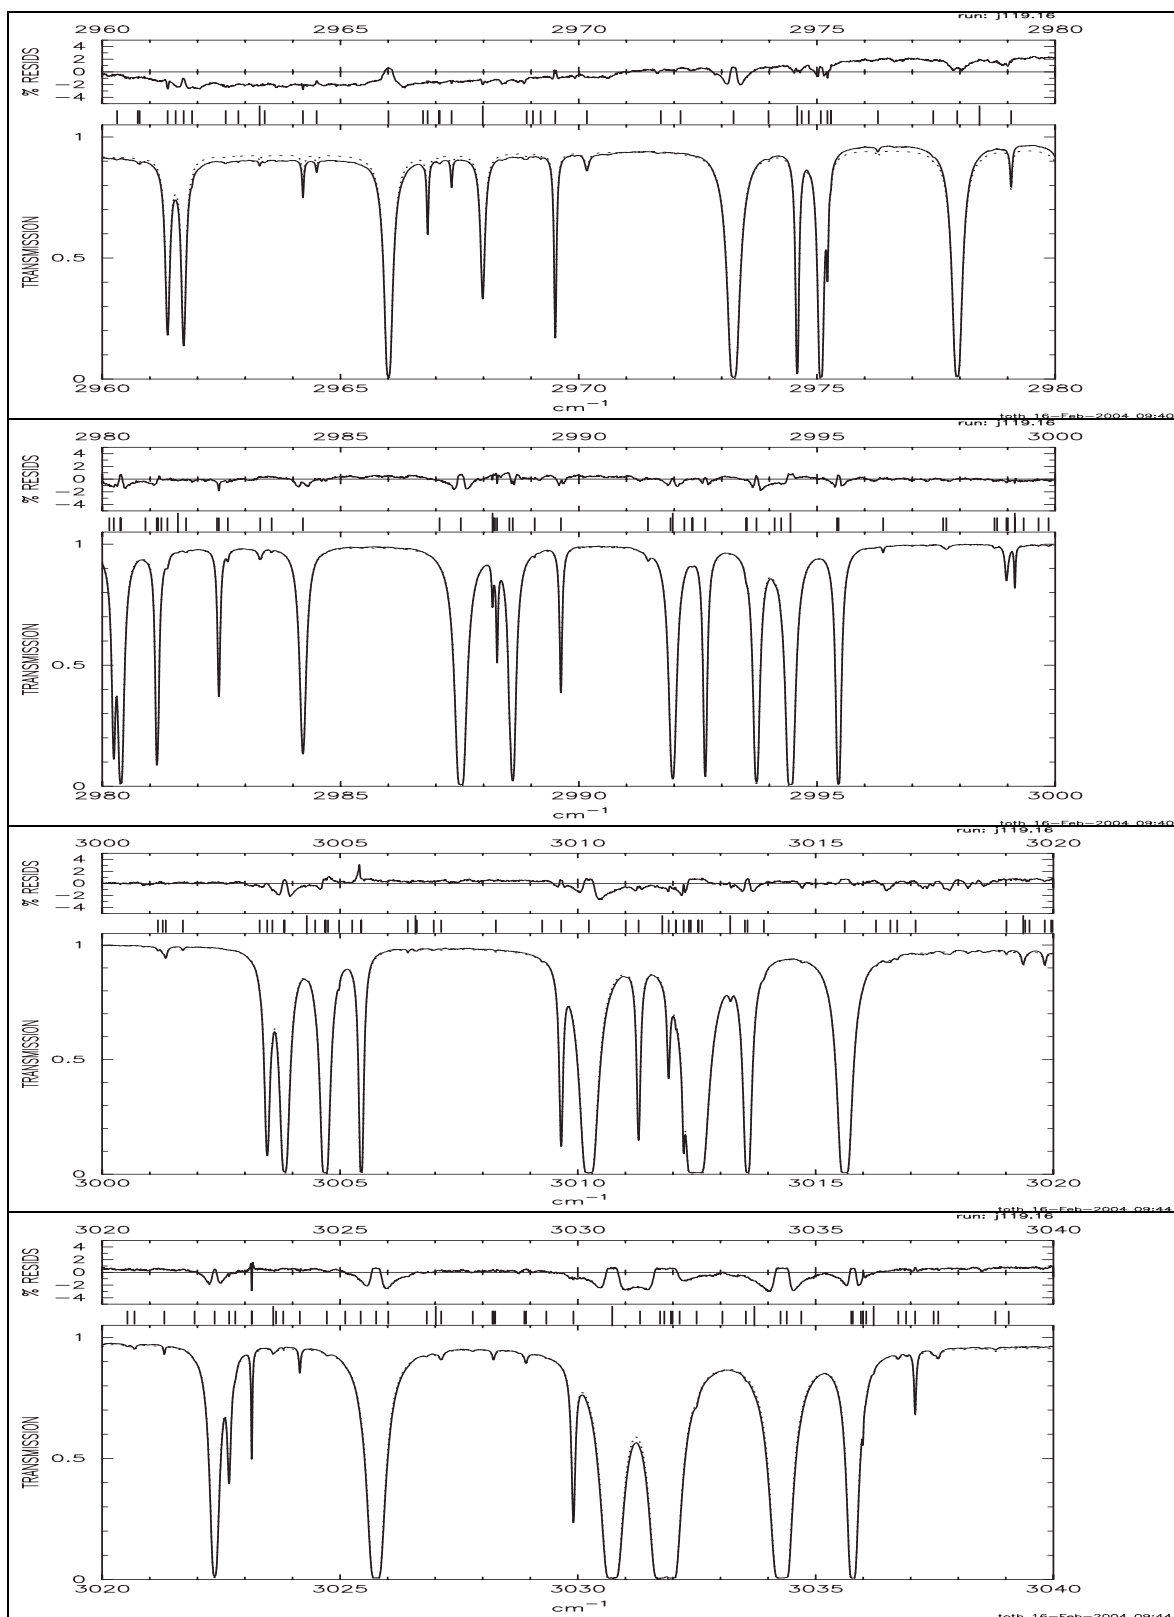 run: j119.16
2960 2965 2970 2975 2980
% RESIDS
4
2
0
−2
−4
TRANSMISSION
1
0.5
0
2960 2965 2970 2975 2980
cm−1
toth 16−Feb−2004 09:40
run: j119.16
2980 2985 2990 2995 3000
% RESIDS
4
2
0
−2
−4
TRANSMISSION
1
0.5
0
2980 2985 2990 2995 3000
cm−1
toth 16−Feb−2004 09:40
run: j119.16
3000 3005 3010 3015 3020
% RESIDS
4
2
0
−2
−4
TRANSMISSION
1
0.5
0
3000 3005 3010 3015 3020
cm−1
toth 16−Feb−2004 09:44
run: j119.16
3020 3025 3030 3035 3040
% RESIDS
4
2
0
−2
−4
TRANSMISSION
1
0.5
0
3020 3025 3030 3035 3040
cm−1
toth 16−Feb−2004 09:44